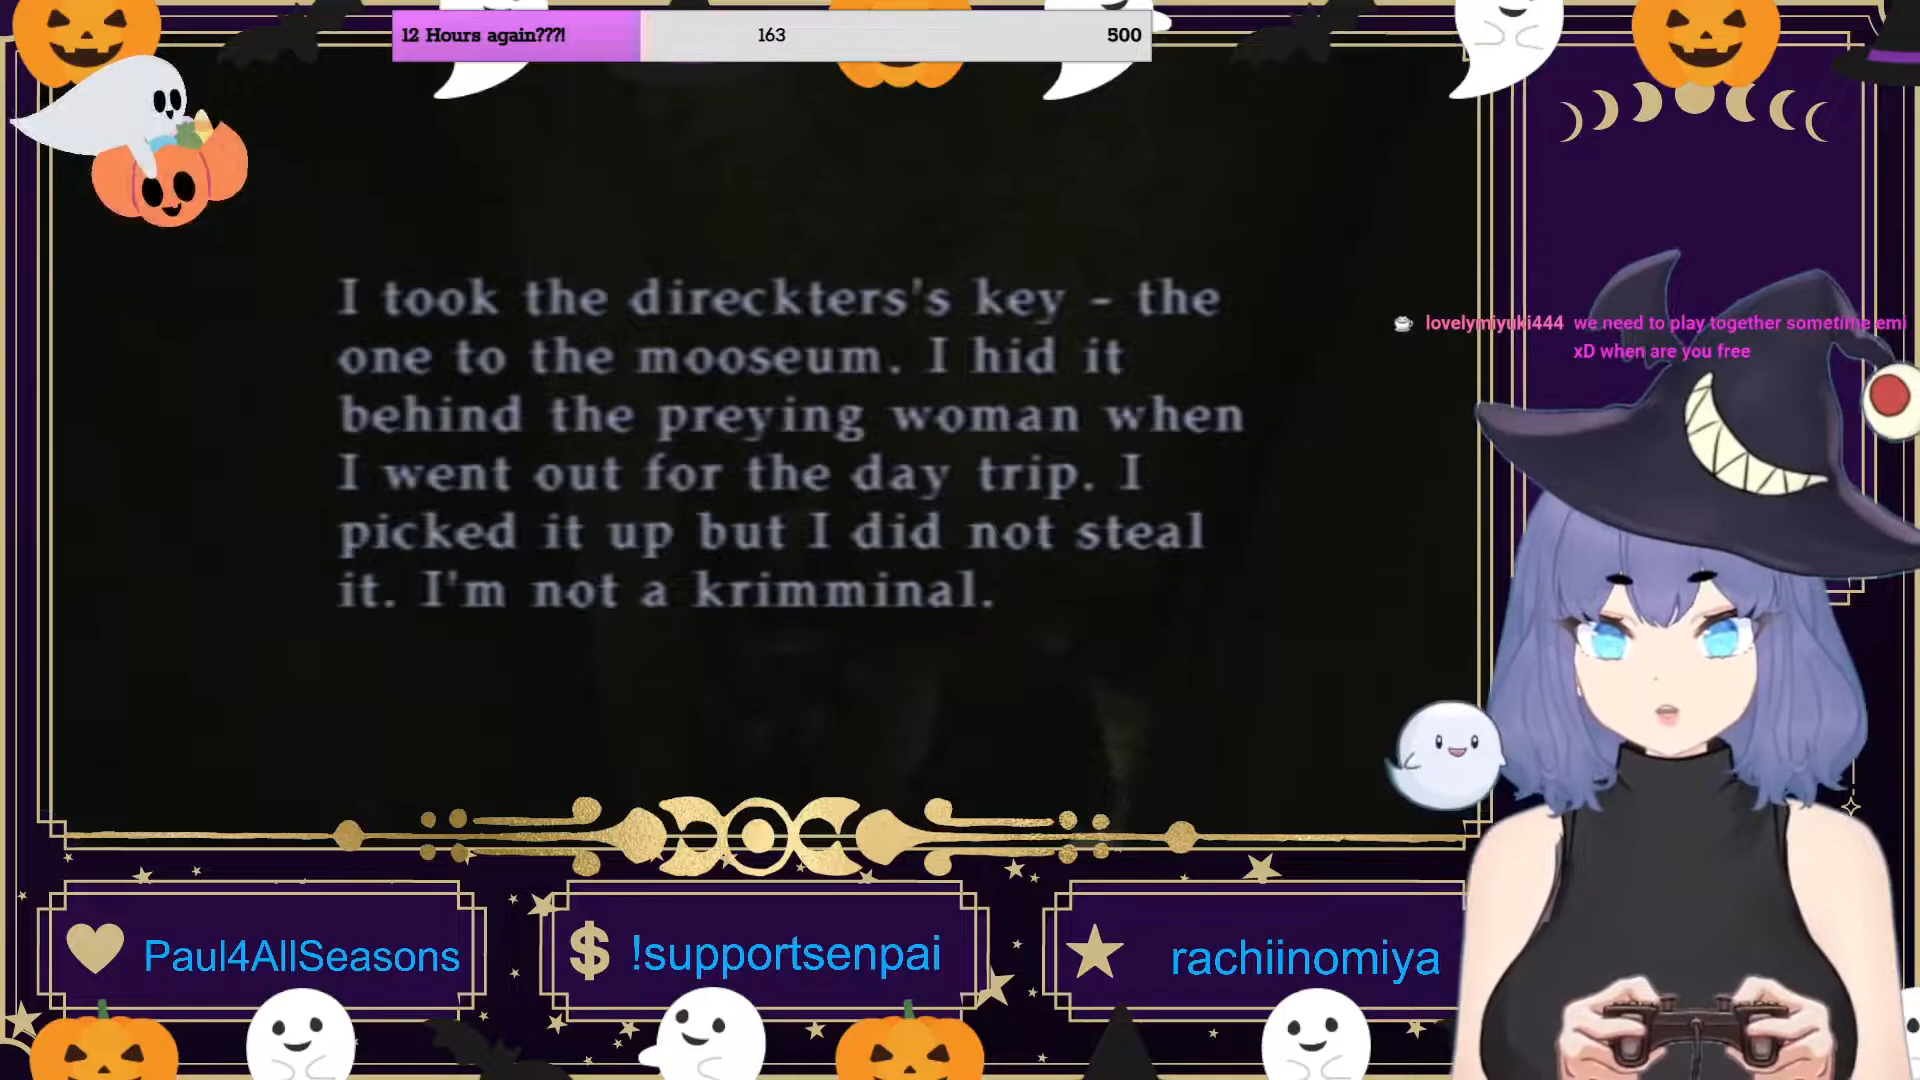 12 Hours again???! 163 500
I took the direckters's key - the
one to the mooseum. I hid it
behind the preying woman when
I went out for the day trip. I
picked it up but I did not steal
it. I'm not a krimminal.
lovelymiyuki444 we need to play together sometime emi
xD when are you free
Paul4AllSeasons
$ !supportsenpai
rachiinomiya